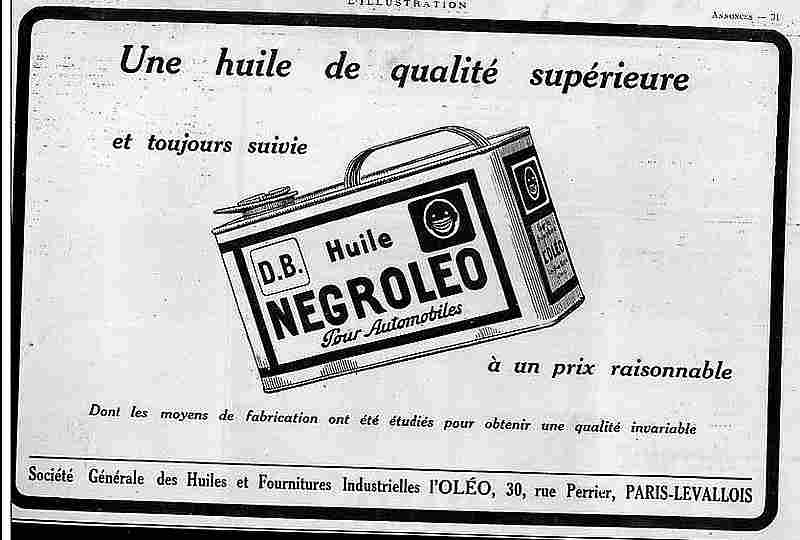 L'ILLUSTRATION
ANNONCES — 31
Une huile de qualité supérieure
et toujours suivie
D.B.
Huile
NEGROLEO
Pour Automobiles
OLÉO
à un prix raisonnable
Dont les moyens de fabrication ont été étudiés pour obtenir une qualité invariable
Société Générale des Huiles et Fournitures Industrielles l'OLÉO, 30, rue Perrier, PARIS-LEVALLOIS